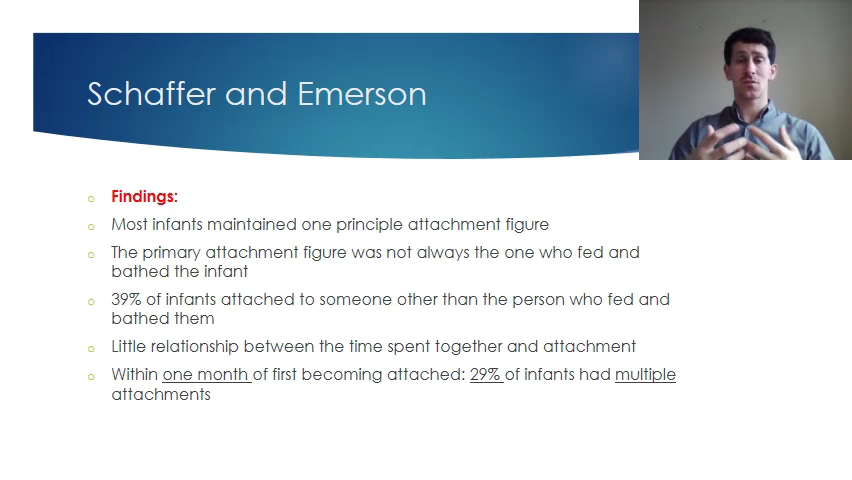 Schaffer and Emerson
Findings:
Most infants maintained one principle attachment figure
The primary attachment figure was not always the one who fed and
bathed the infant
39% of infants attached to someone other than the person who fed and
bathed them
Little relationship between the time spent together and attachment
Within one month of first becoming attached: 29% of infants had multiple
attachments